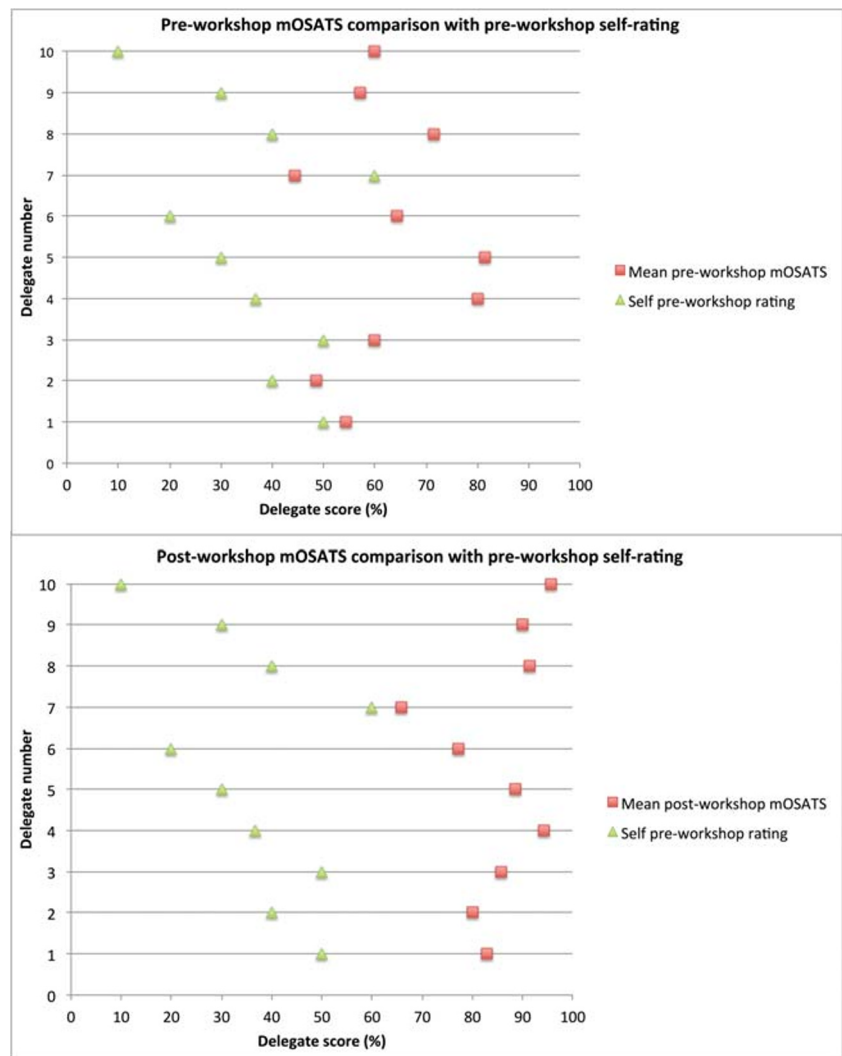 Pre-workshop mOSATS comparison with pre-workshop self-rating
10
9
8
7
6
5
4
3
2
1
0
Delegate number
0 10 20 30 40 50 60 70 80 90 100
Delegate score (%)
Mean pre-workshop mOSATS
Self pre-workshop rating
Post-workshop mOSATS comparison with pre-workshop self-rating
10
9
8
7
6
5
4
3
2
1
0
Delegate number
0 10 20 30 40 50 60 70 80 90 100
Delegate score (%)
Mean post-workshop mOSATS
Self pre-workshop rating